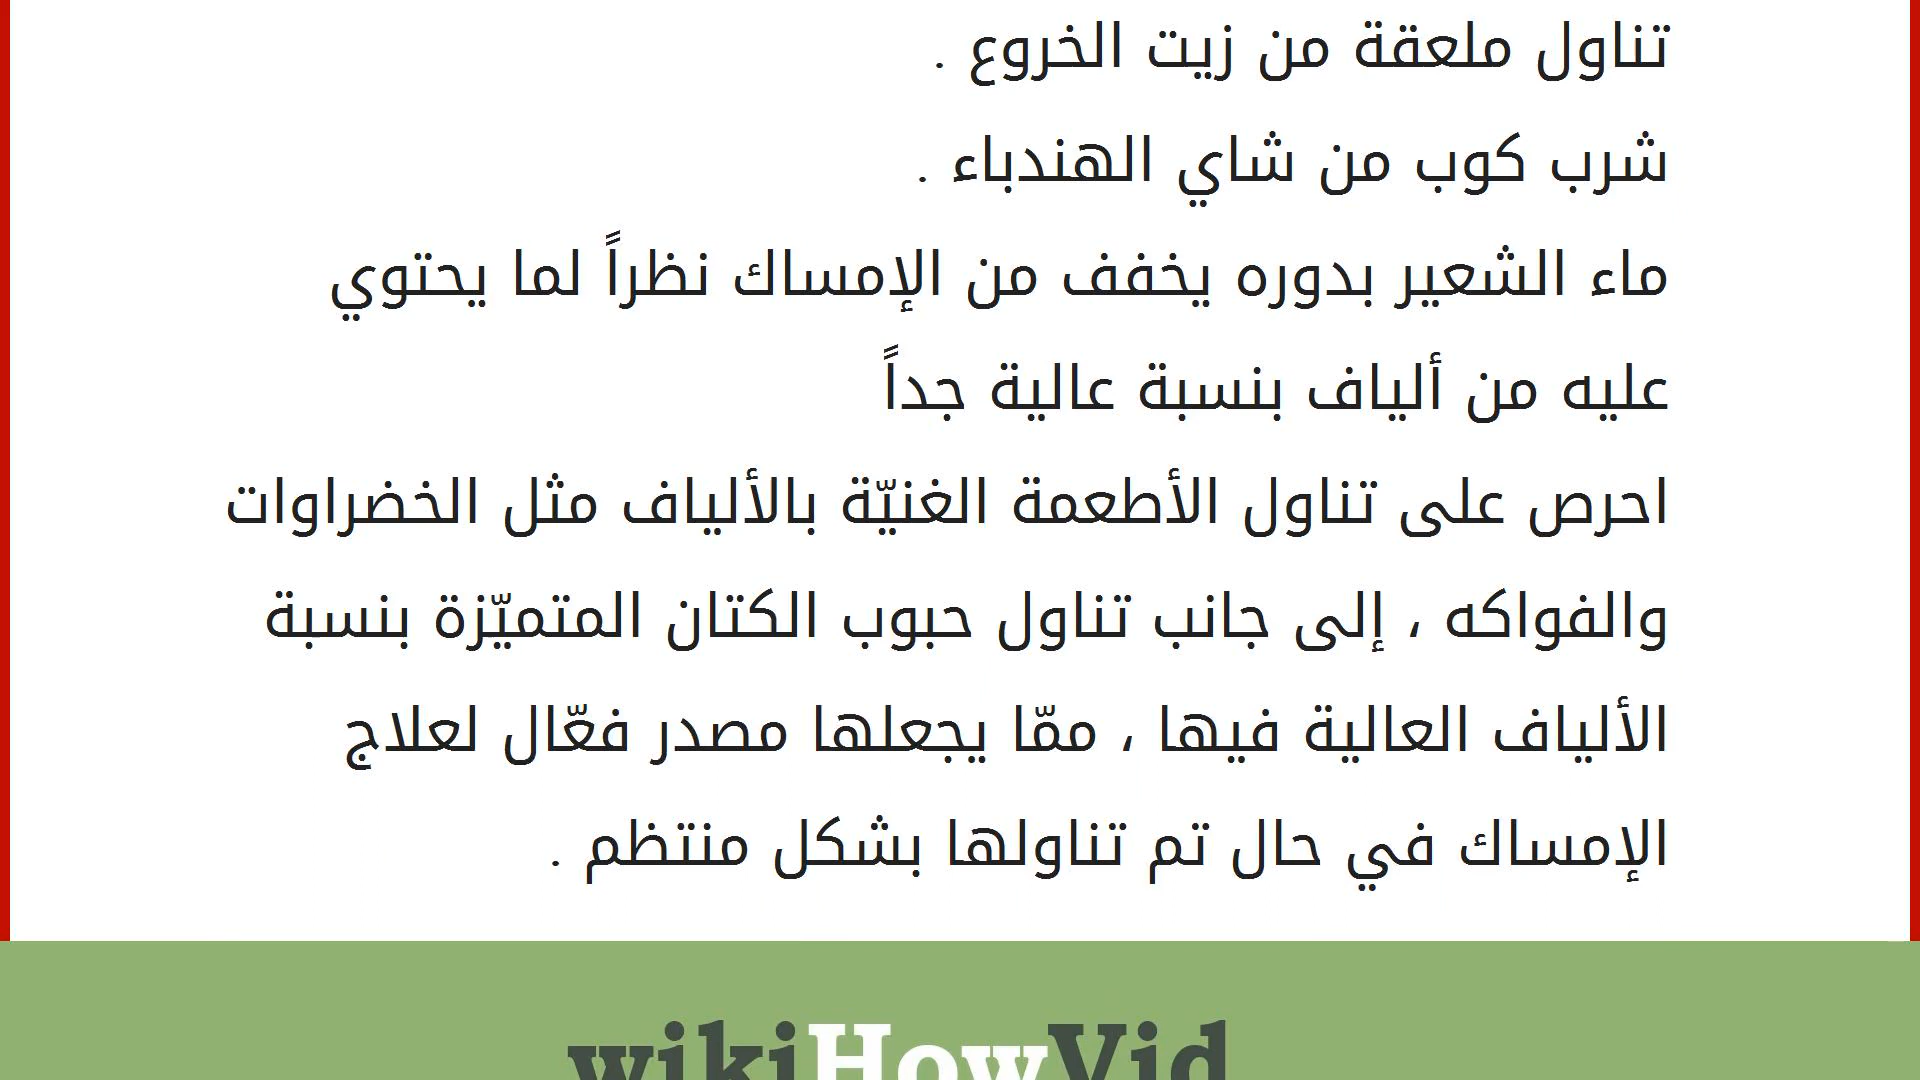 تناول ملعقة من زيت الخروع .
شرب كوب من شاي الهندباء .
ماء الشعير بدوره يخفف من الإمساك نظراً لما يحتوي
عليه من ألياف بنسبة عالية جداً
احرص على تناول الأطعمة الغنيّة بالألياف مثل الخضراوات
والفواكه ، إلى جانب تناول حبوب الكتان المتميّزة بنسبة
الألياف العالية فيها ، ممّا يجعلها مصدر فعّال لعلاج
الإمساك في حال تم تناولها بشكل منتظم .
wikiHowVid